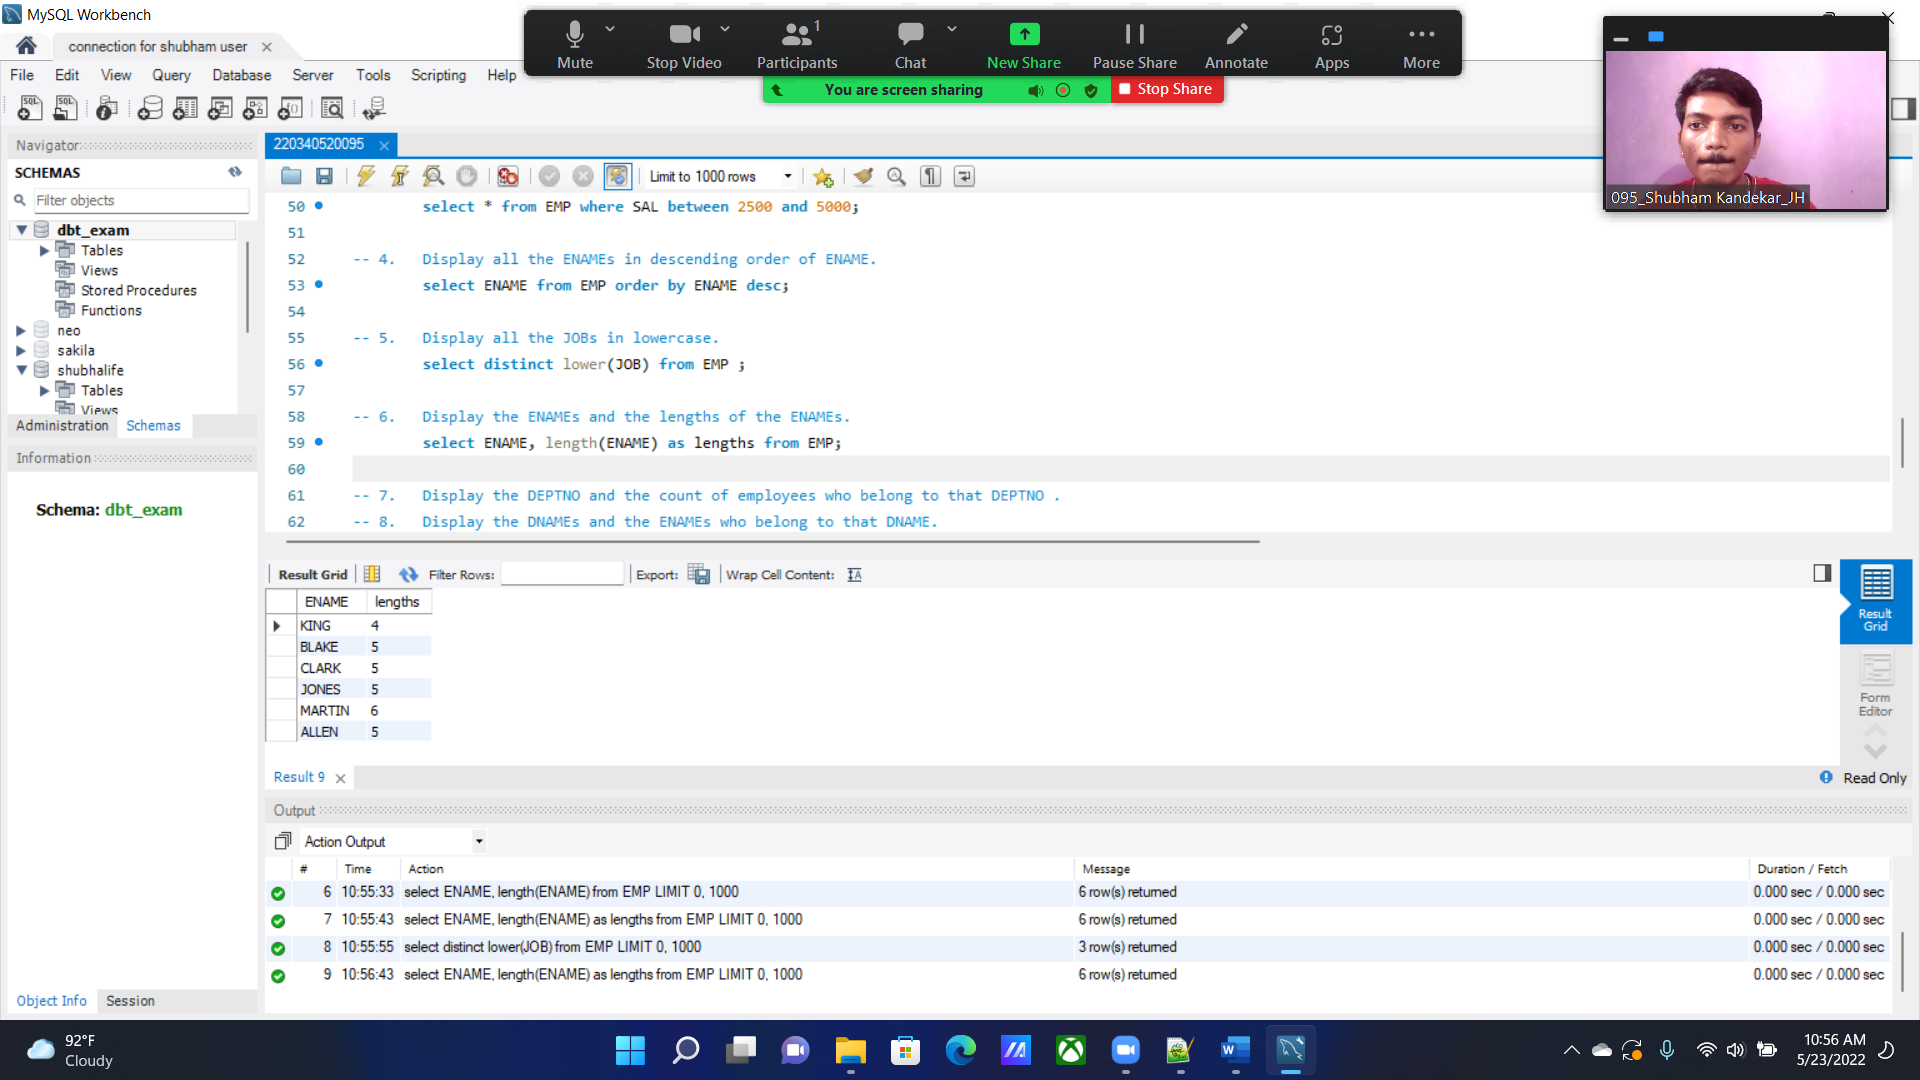 MySQL Workbench
connection for shubham user
File Edit View Query Database Server Tools Scripting Help
Mute
Stop Video
1
Participants
Chat
New Share
Pause Share
Annotate
Apps
More
You are screen sharing
Stop Share
095_Shubham Kandekar_JH
Navigator
SCHEMAS
Filter objects
dbt_exam
Tables
Views
Stored Procedures
Functions
neo
sakila
shubhalife
Tables
Views
Administration Schemas
Information
Schema: dbt_exam
Object Info Session
220340520095
Limit to 1000 rows
50 select * from EMP where SAL between 2500 and 5000;
51
52 -- 4. Display all the ENAMEs in descending order of ENAME.
53 select ENAME from EMP order by ENAME desc;
54
55 -- 5. Display all the JOBs in lowercase.
56 select distinct lower(JOB) from EMP ;
57
58 -- 6. Display the ENAMEs and the lengths of the ENAMEs.
59 select ENAME, length(ENAME) as lengths from EMP;
60
61 -- 7. Display the DEPTNO and the count of employees who belong to that DEPTNO .
62 -- 8. Display the DNAMEs and the ENAMEs who belong to that DNAME.
Result Grid Filter Rows: Export: Wrap Cell Content:
ENAME lengths
KING 4
BLAKE 5
CLARK 5
JONES 5
MARTIN 6
ALLEN 5
Result Grid
Form Editor
Result 9
Read Only
Output
Action Output
# Time Action Message Duration / Fetch
6 10:55:33 select ENAME, length(ENAME) from EMP LIMIT 0, 1000 6 row(s) returned 0.000 sec / 0.000 sec
7 10:55:43 select ENAME, length(ENAME) as lengths from EMP LIMIT 0, 1000 6 row(s) returned 0.000 sec / 0.000 sec
8 10:55:55 select distinct lower(JOB) from EMP LIMIT 0, 1000 3 row(s) returned 0.000 sec / 0.000 sec
9 10:56:43 select ENAME, length(ENAME) as lengths from EMP LIMIT 0, 1000 6 row(s) returned 0.000 sec / 0.000 sec
92°F
Cloudy
10:56 AM
5/23/2022